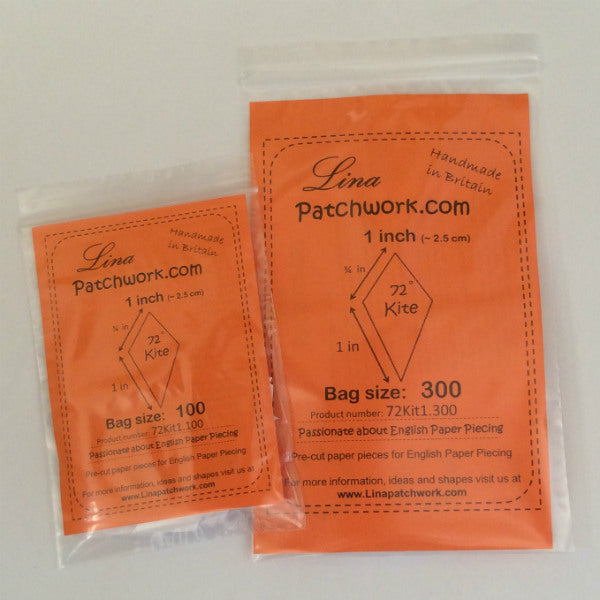 Lina
Handmade
in Britain
Patchwork.com
1 inch (~ 2.5 cm)
¾ in
72°
Kite
1 in
Bag size: 100
Product number: 72Kit1.100
Passionate about English Paper Piecing
Pre-cut paper pieces for English Paper Piecing
For more information, ideas and shapes visit us at
www.Linapatchwork.com
Lina
Handmade
in Britain
Patchwork.com
1 inch (~ 2.5 cm)
¾ in
72°
Kite
1 in
Bag size: 300
Product number: 72Kit1.300
Passionate about English Paper Piecing
Pre-cut paper pieces for English Paper Piecing
For more information, ideas and shapes visit us at
www.Linapatchwork.com